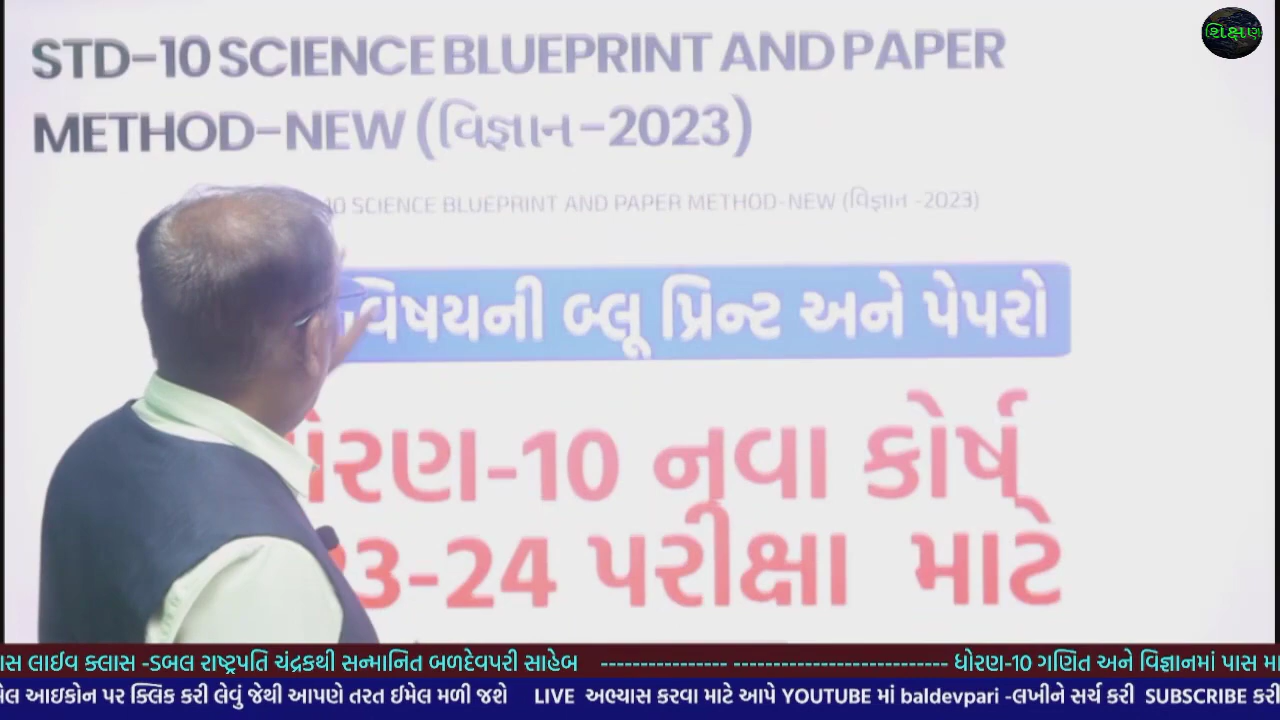 STD-10 SCIENCE BLUEPRINT AND PAPER
METHOD-NEW (વિજ્ઞાન-2023)
શિક્ષણ
10 SCIENCE BLUEPRINT AND PAPER METHOD-NEW (વિજ્ઞાન -2023)
વિષયની બ્લૂ પ્રિન્ટ અને પેપરો
ધોરણ-10 નવા કોર્ષ
23-24 પરીક્ષા માટે
લાઈવ ક્લાસ -ડબલ રાષ્ટ્રપતિ ચંદ્રકથી સન્માનિત બળદેવપરી સાહેબ ---------------- --------------------------- ધોરણ-10 ગણિત અને વિજ્ઞાનમાં પાસ
આઇકોન પર ક્લિક કરી લેવું જેથી આપણે તરત ઈમેલ મળી જશે LIVE અભ્યાસ કરવા માટે આપે YOUTUBE માં baldevpari -લખીને સર્ચ કરી SUBSCRIBE કરી